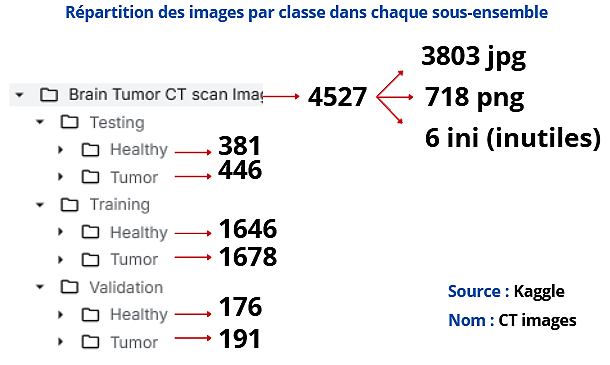 Répartition des images par classe dans chaque sous-ensemble
3803 jpg
Brain Tumor CT scan Imag
4527
718 png
6 ini (inutiles)
Testing
Healthy
381
Tumor
446
Training
Healthy
1646
Tumor
1678
Validation
Healthy
176
Tumor
191
Source : Kaggle
Nom : CT images